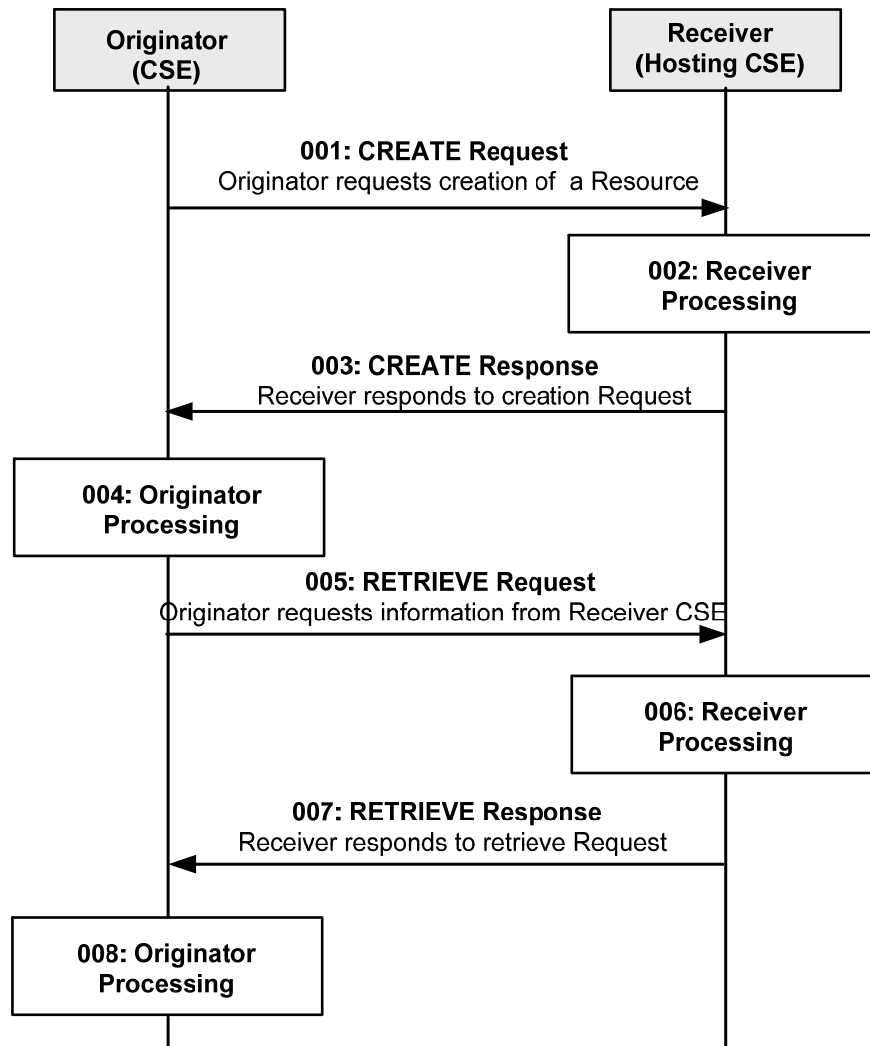 Originator
(CSE)
Receiver
(Hosting CSE)
001: CREATE Request
Originator requests creation of a Resource
002: Receiver
Processing
003: CREATE Response
Receiver responds to creation Request
004: Originator
Processing
005: RETRIEVE Request
Originator requests information from Receiver CSE
006: Receiver
Processing
007: RETRIEVE Response
Receiver responds to retrieve Request
008: Originator
Processing